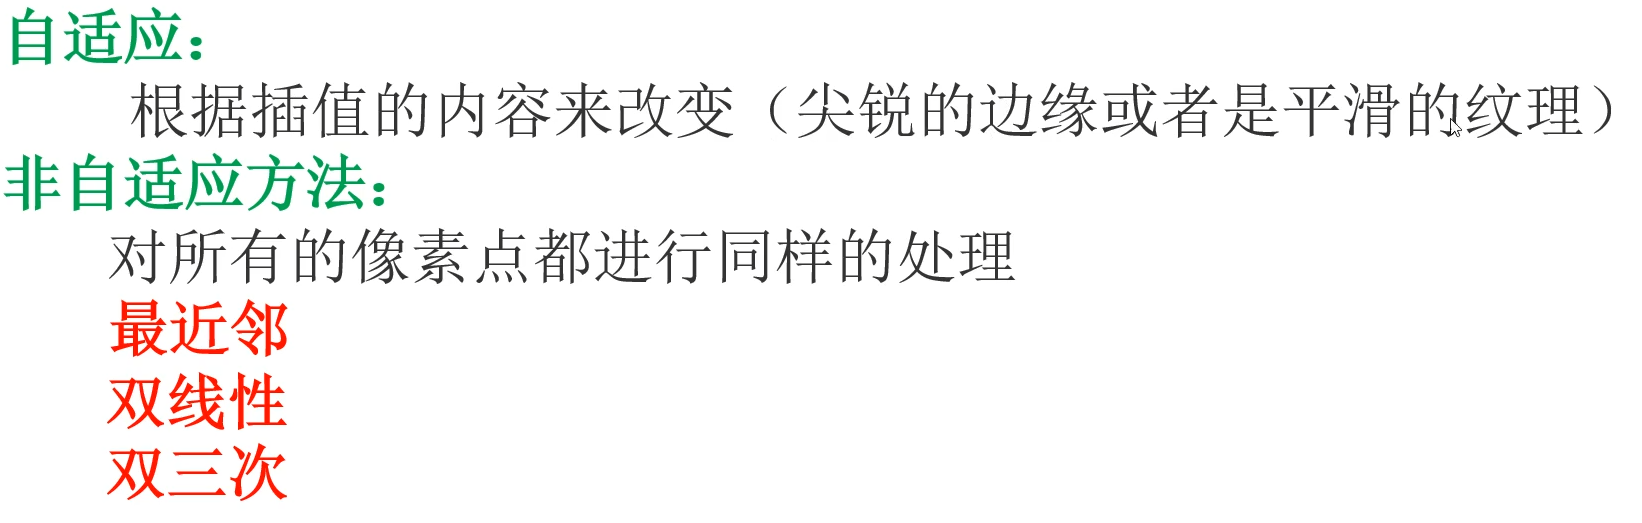 自适应：
根据插值的内容来改变（尖锐的边缘或者是平滑的纹理）
非自适应方法：
对所有的像素点都进行同样的处理
最近邻
双线性
双三次